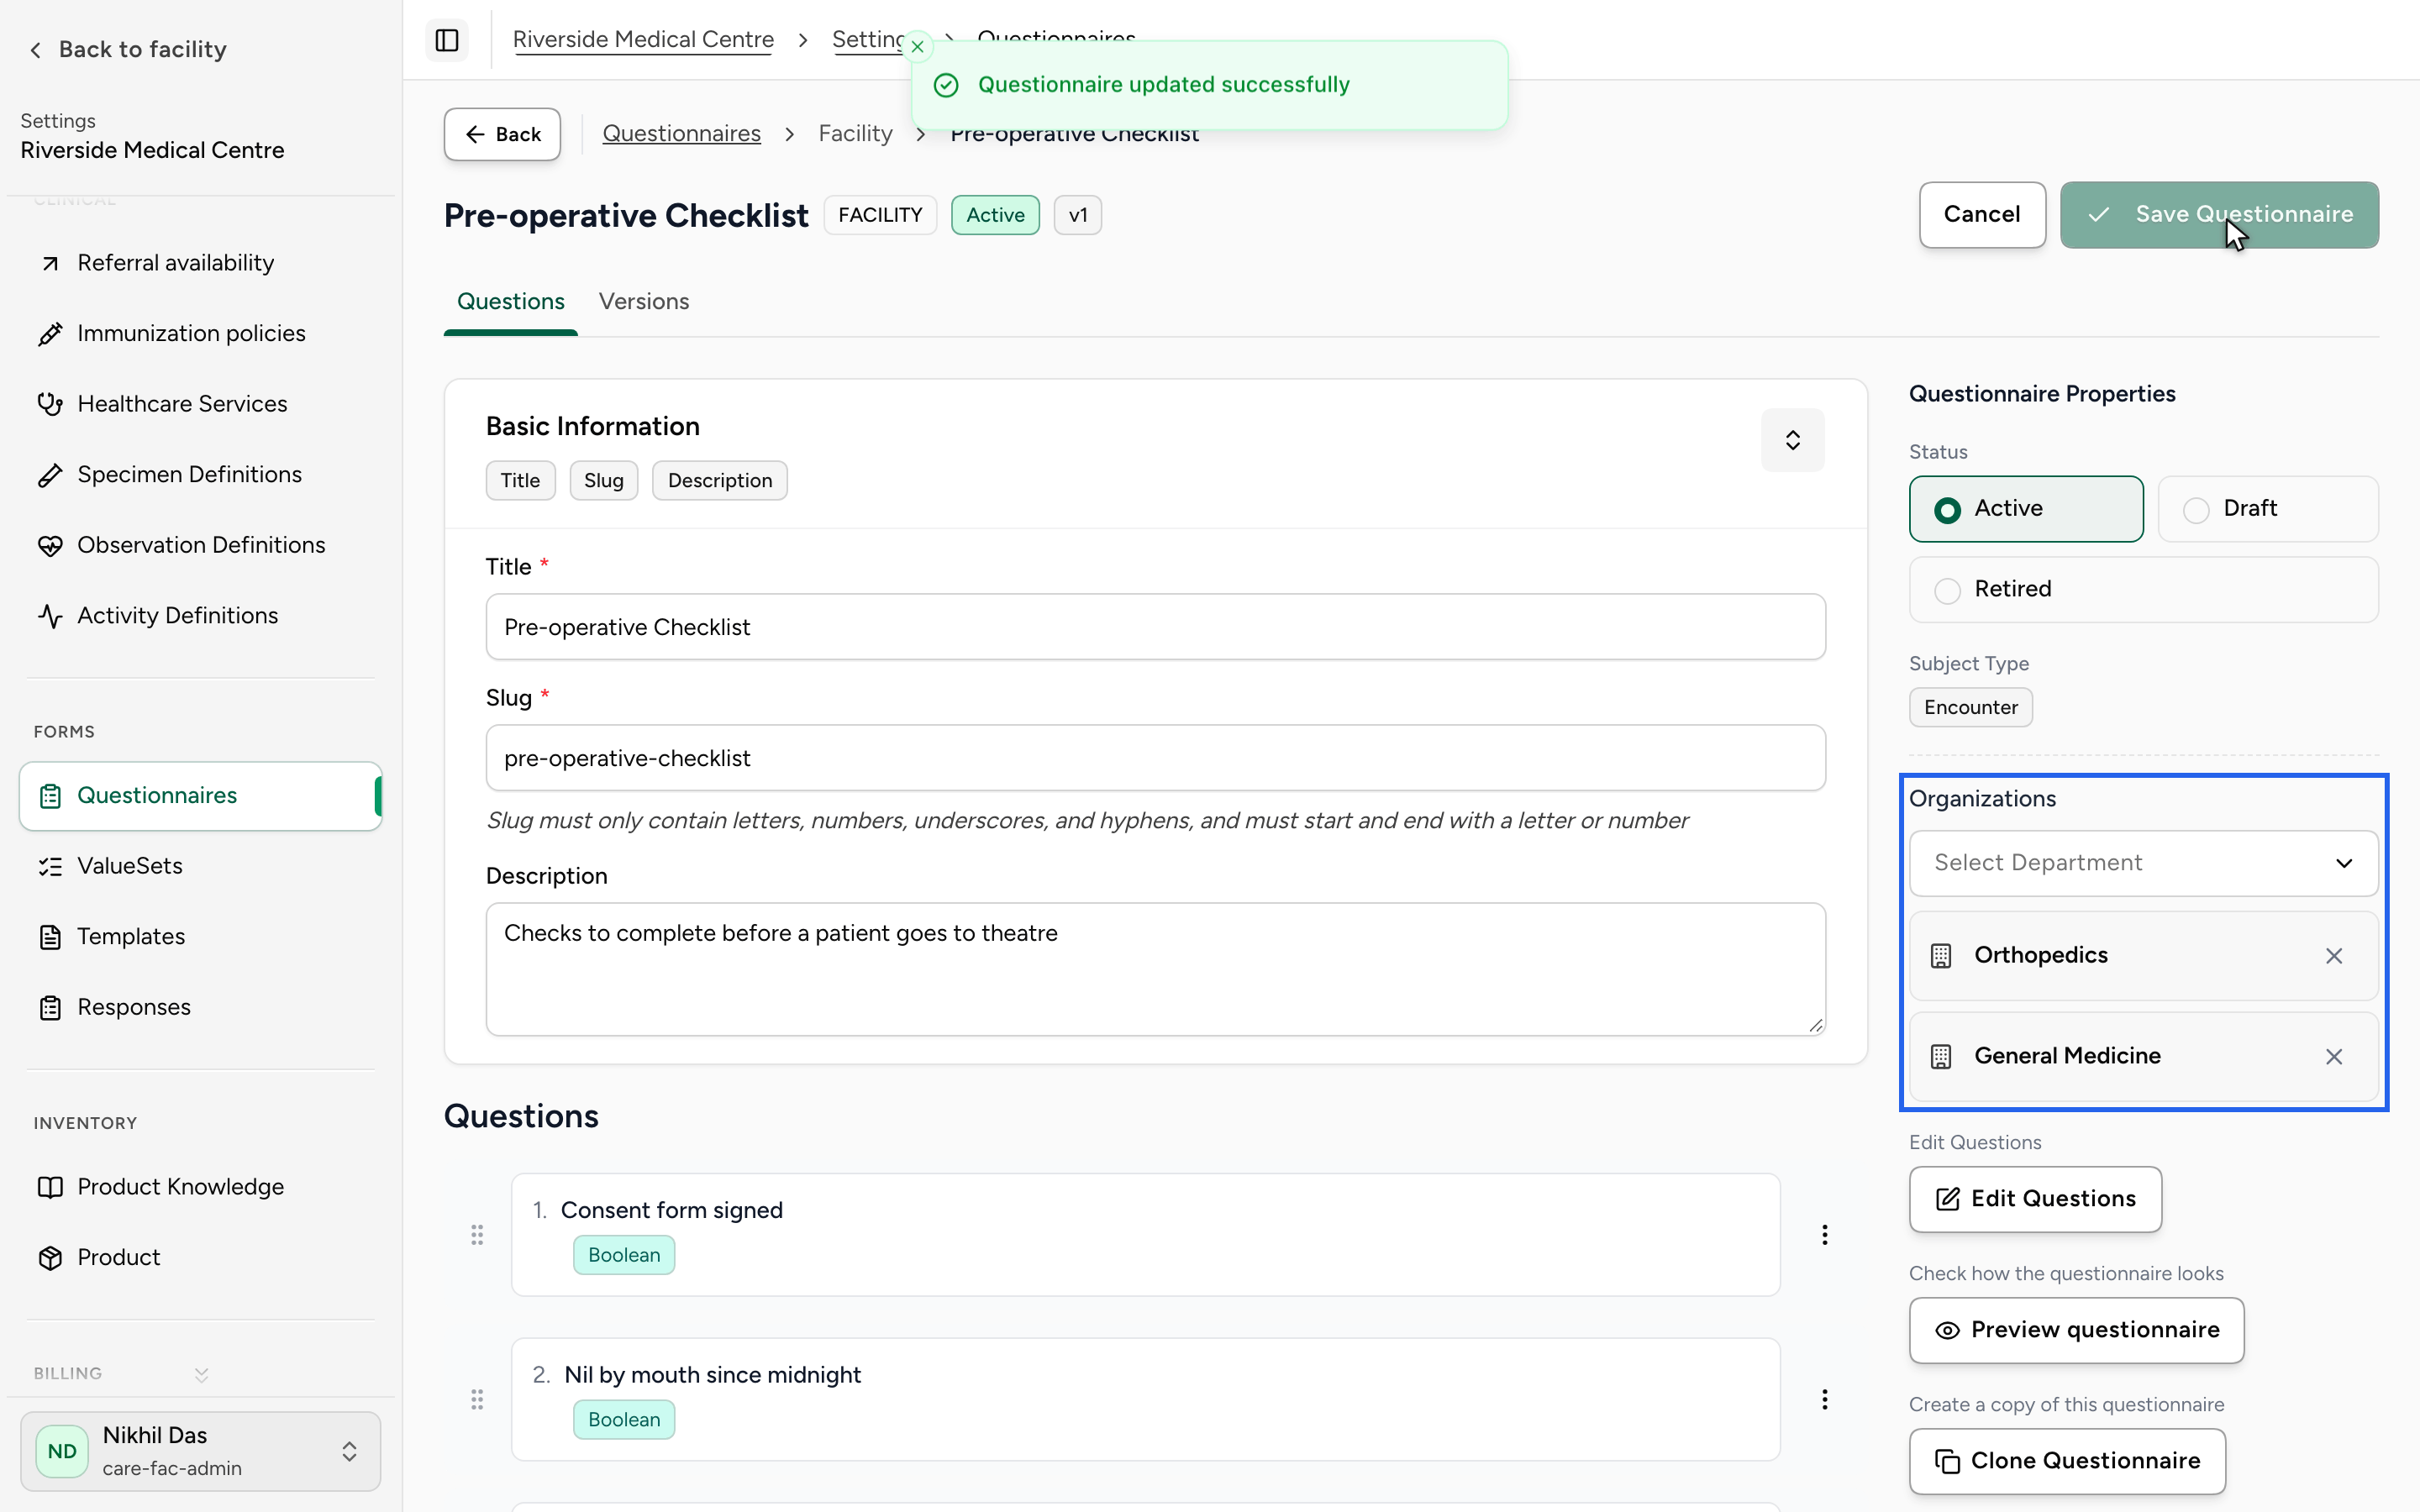 Back to facility
Settings
Riverside Medical Centre
CLINICAL
Referral availability
Immunization policies
Healthcare Services
Specimen Definitions
Observation Definitions
Activity Definitions
FORMS
Questionnaires
ValueSets
Templates
Responses
INVENTORY
Product Knowledge
Product
BILLING
ND
Nikhil Das
care-fac-admin
Riverside Medical Centre
Questionnaires
Questionnaire updated successfully
Back
Questionnaires
Facility
Pre-operative Checklist
Pre-operative Checklist
FACILITY
Active
v1
Cancel
Save Questionnaire
Questions
Versions
Basic Information
Title
Slug
Description
Title *
Pre-operative Checklist
Slug *
pre-operative-checklist
Slug must only contain letters, numbers, underscores, and hyphens, and must start and end with a letter or number
Description
Checks to complete before a patient goes to theatre
Questions
1. Consent form signed
Boolean
2. Nil by mouth since midnight
Boolean
Questionnaire Properties
Status
Active
Draft
Retired
Subject Type
Encounter
Organizations
Select Department
Orthopedics
General Medicine
Edit Questions
Edit Questions
Check how the questionnaire looks
Preview questionnaire
Create a copy of this questionnaire
Clone Questionnaire